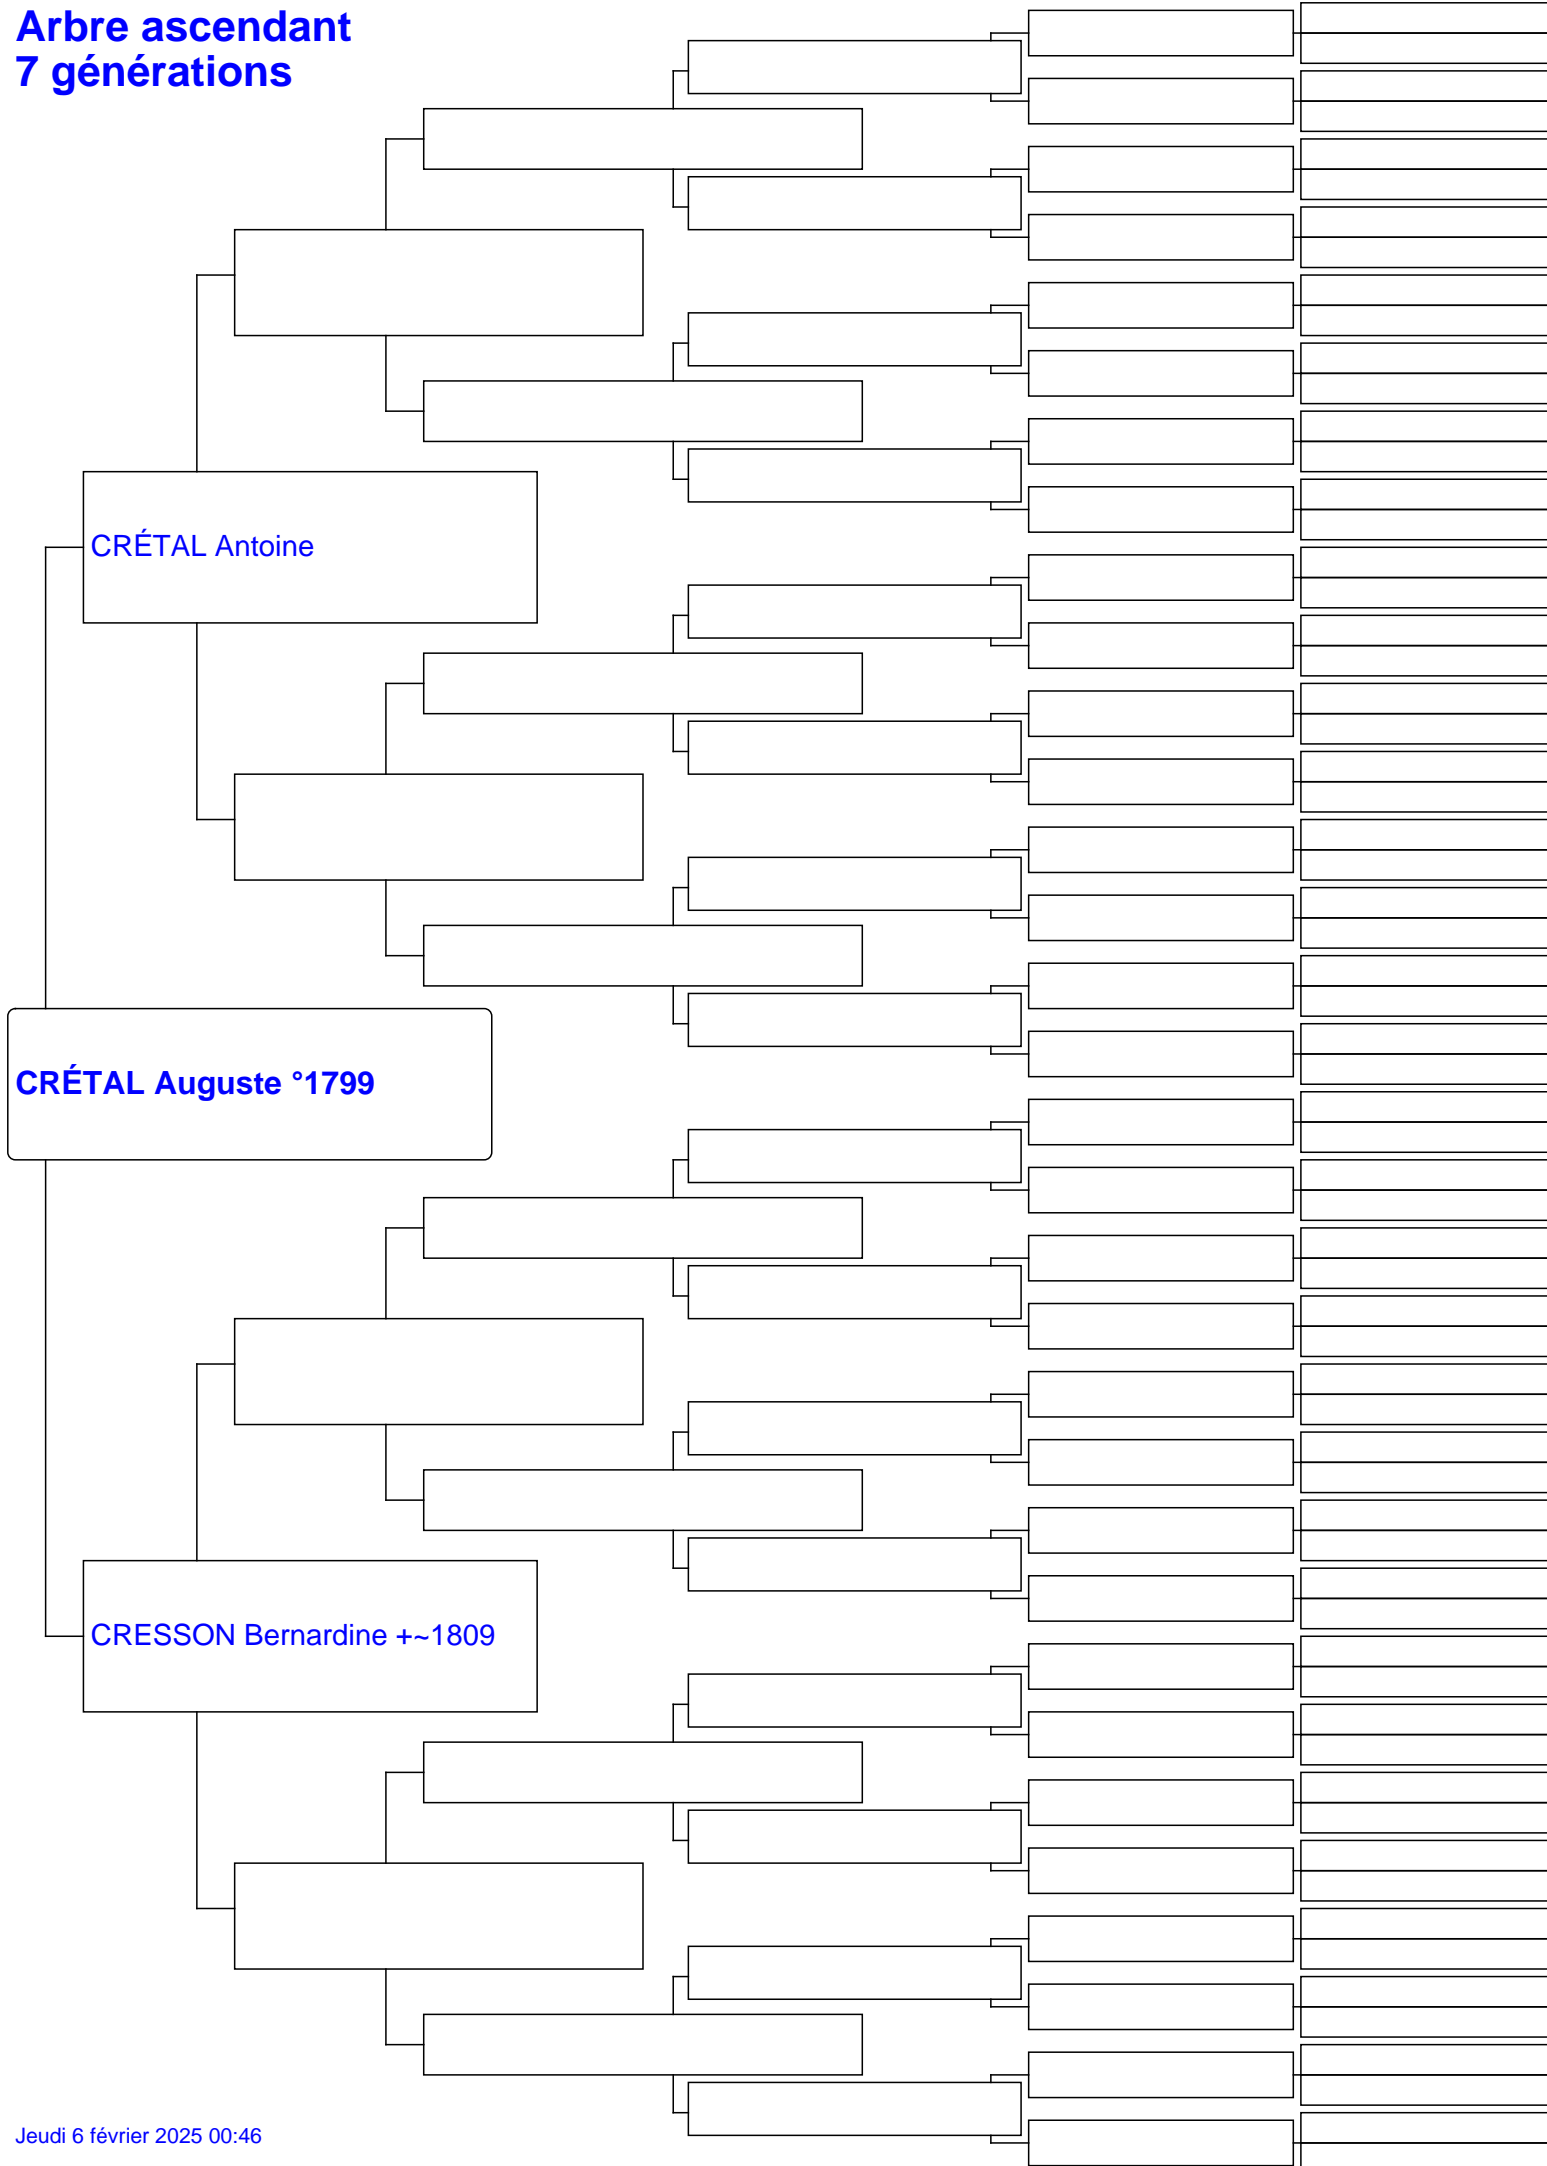 Arbre ascendant
7 générations
CRÉTAL Antoine
CRÉTAL Auguste °1799
CRESSON Bernardine +~1809
Jeudi 6 février 2025 00:46